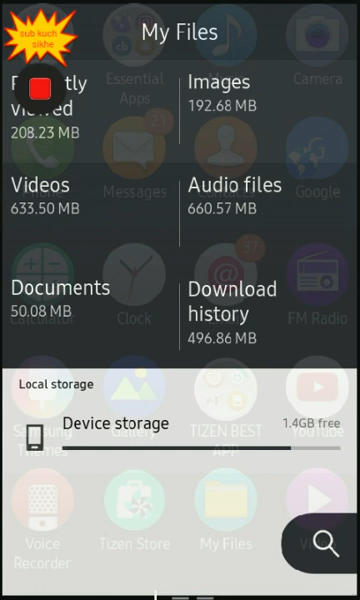 sub kuch
sikhe
My Files
Essential
Apps
Camera
viewed
208.23 MB
Images
192.68 MB
21
Messages
Google
Videos
633.50 MB
Audio files
660.57 MB
37
Documents
50.08 MB
Download
history
496.86 MB
Calculator
Clock
FM Radio
Local storage
Device storage
1.4GB free
Samsung
Themes
Gallery
TIZEN BEST
APP
YouTube
Voice
Recorder
Tizen Store
My Files